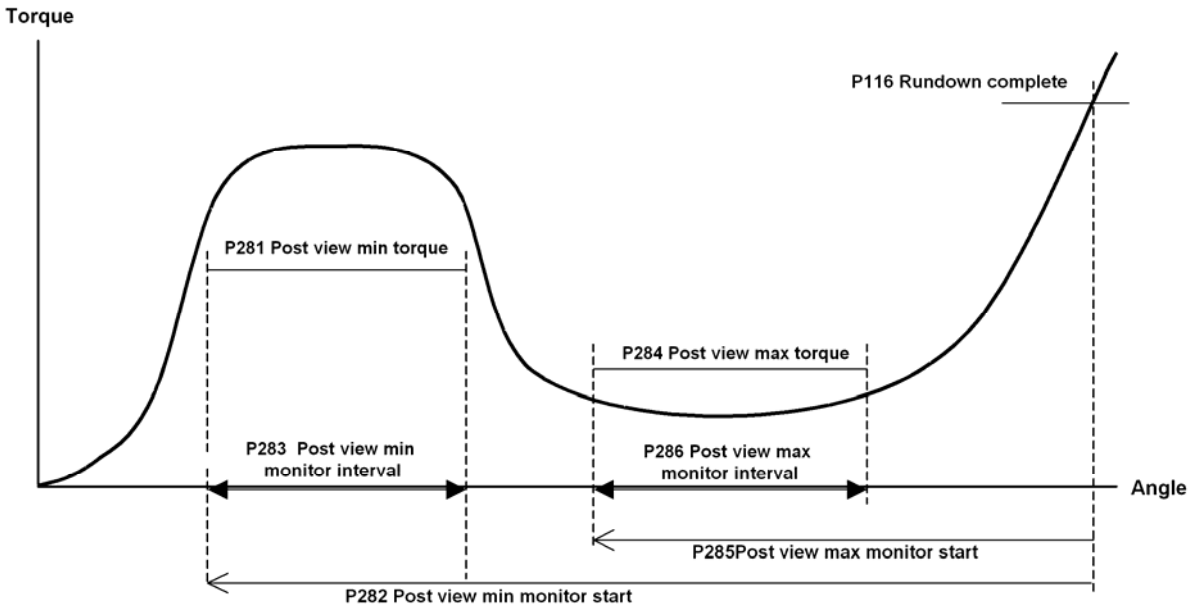 Torque
P116 Rundown complete
P281 Post view min torque
P284 Post view max torque
P283 Post view min
monitor interval
P286 Post view max
monitor interval
Angle
P285Post view max monitor start
P282 Post view min monitor start